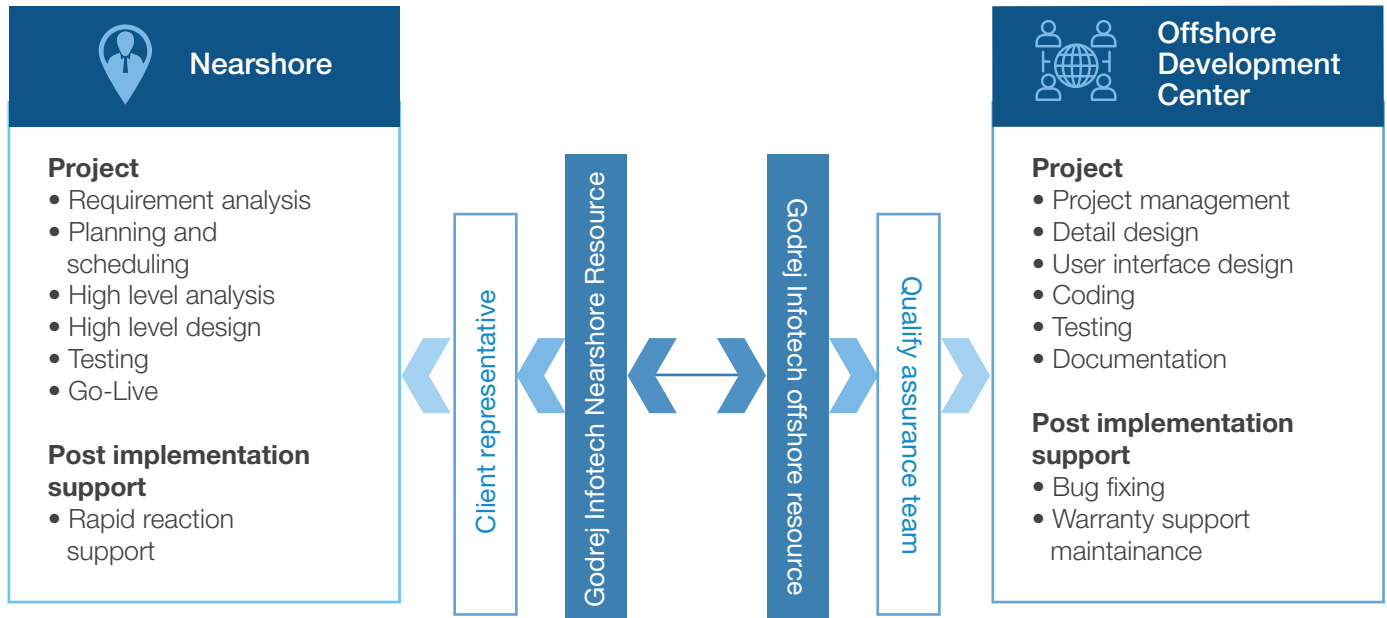 Nearshore
Project
• Requirement analysis
• Planning and
scheduling
• High level analysis
• High level design
• Testing
• Go-Live
Post implementation
support
• Rapid reaction
support
Client representative
Godrej Infotech Nearshore Resource
Godrej Infotech offshore resource
Qualify assurance team
Offshore
Development
Center
Project
• Project management
• Detail design
• User interface design
• Coding
• Testing
• Documentation
Post implementation
support
• Bug fixing
• Warranty support
maintainance